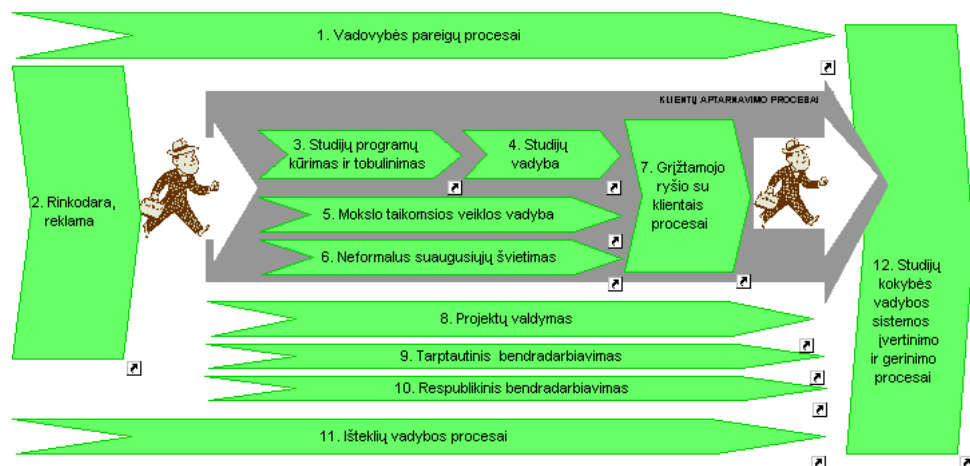 1. Vadovybės pareigų procesai
KLIENTŲ APTARNAVIMO PROCESAI
2. Rinkodara,
reklama
3. Studijų programų
kūrimas ir tobulinimas
4. Studijų
vadyba
5. Mokslo taikomsios veiklos vadyba
6. Neformalus suaugusiųjų švietimas
7. Grįžtamojo
ryšio su
klientais
procesai
8. Projektų valdymas
9. Tarptautinis bendradarbiavimas
10. Respublikinis bendradarbiavimas
11. Išteklių vadybos procesai
12. Studijų
kokybės
vadybos
sistemos
įvertinimo
ir gerinimo
procesai